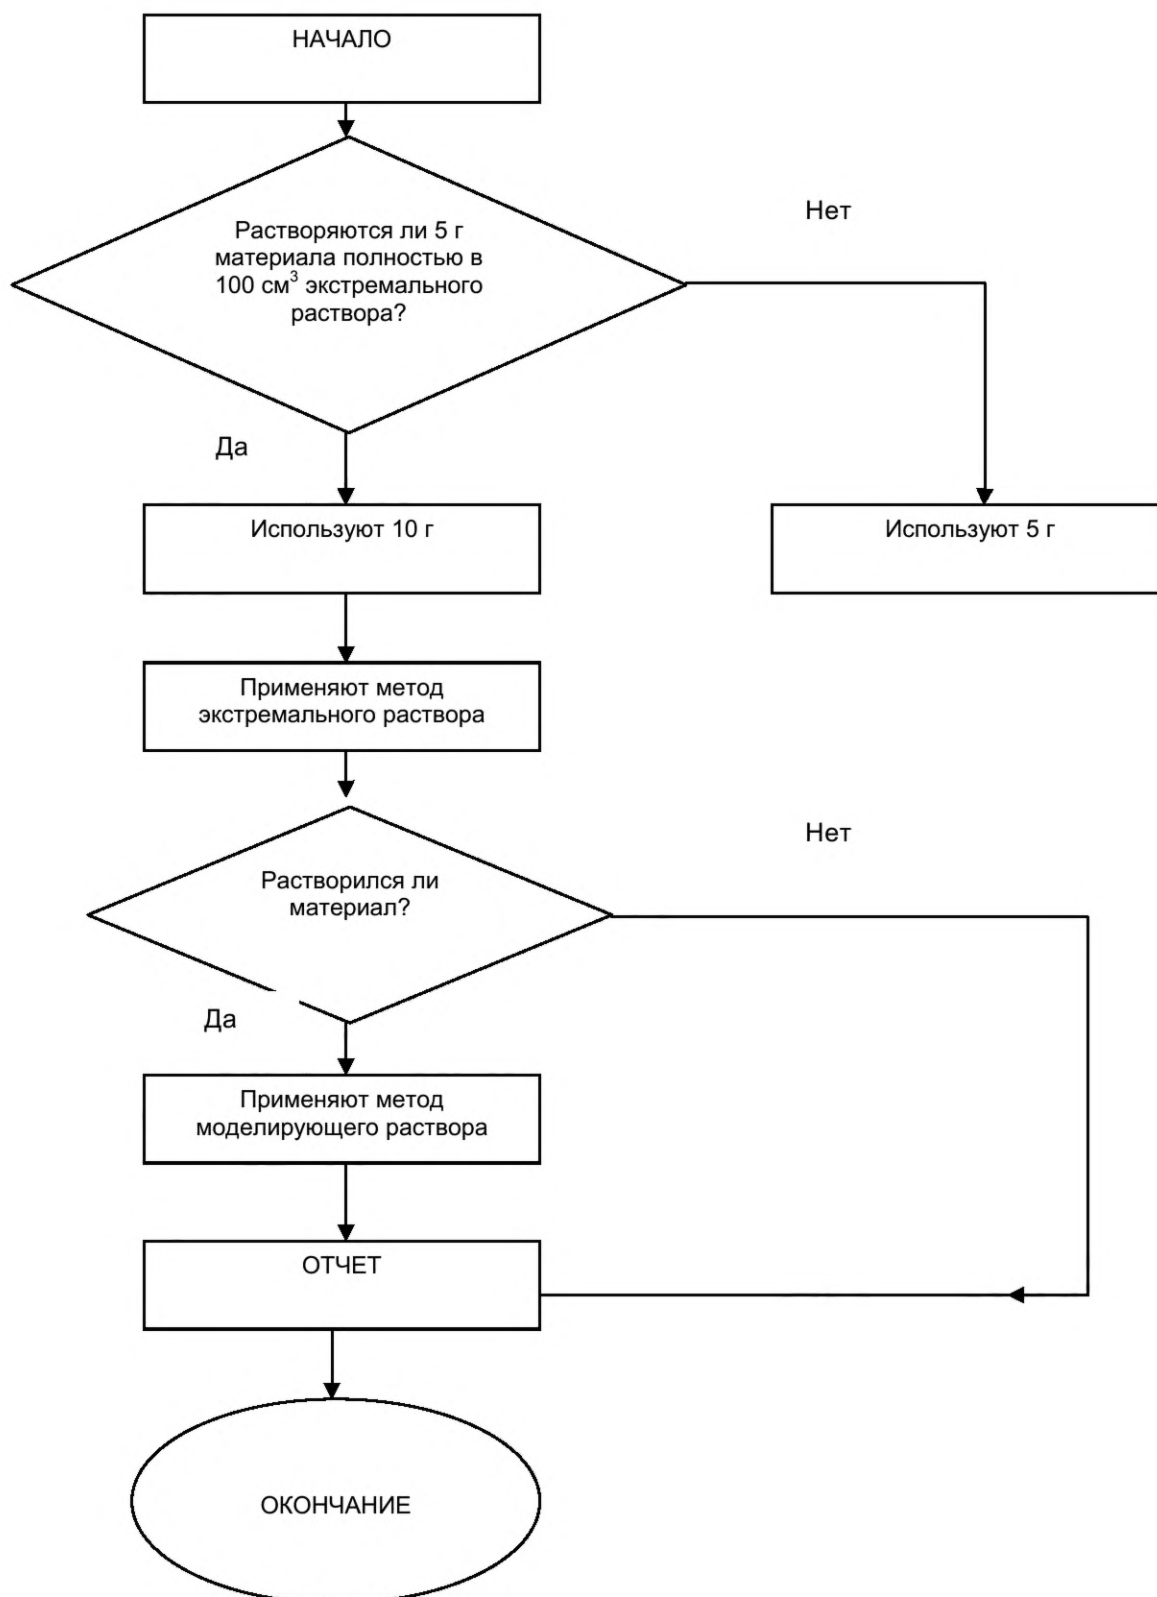 НАЧАЛО
Растворяются ли 5 г
материала полностью в
100 см³ экстремального
раствора?
Нет
Да
Используют 10 г
Используют 5 г
Применяют метод
экстремального раствора
Растворился ли
материал?
Нет
Да
Применяют метод
моделирующего раствора
ОТЧЕТ
ОКОНЧАНИЕ